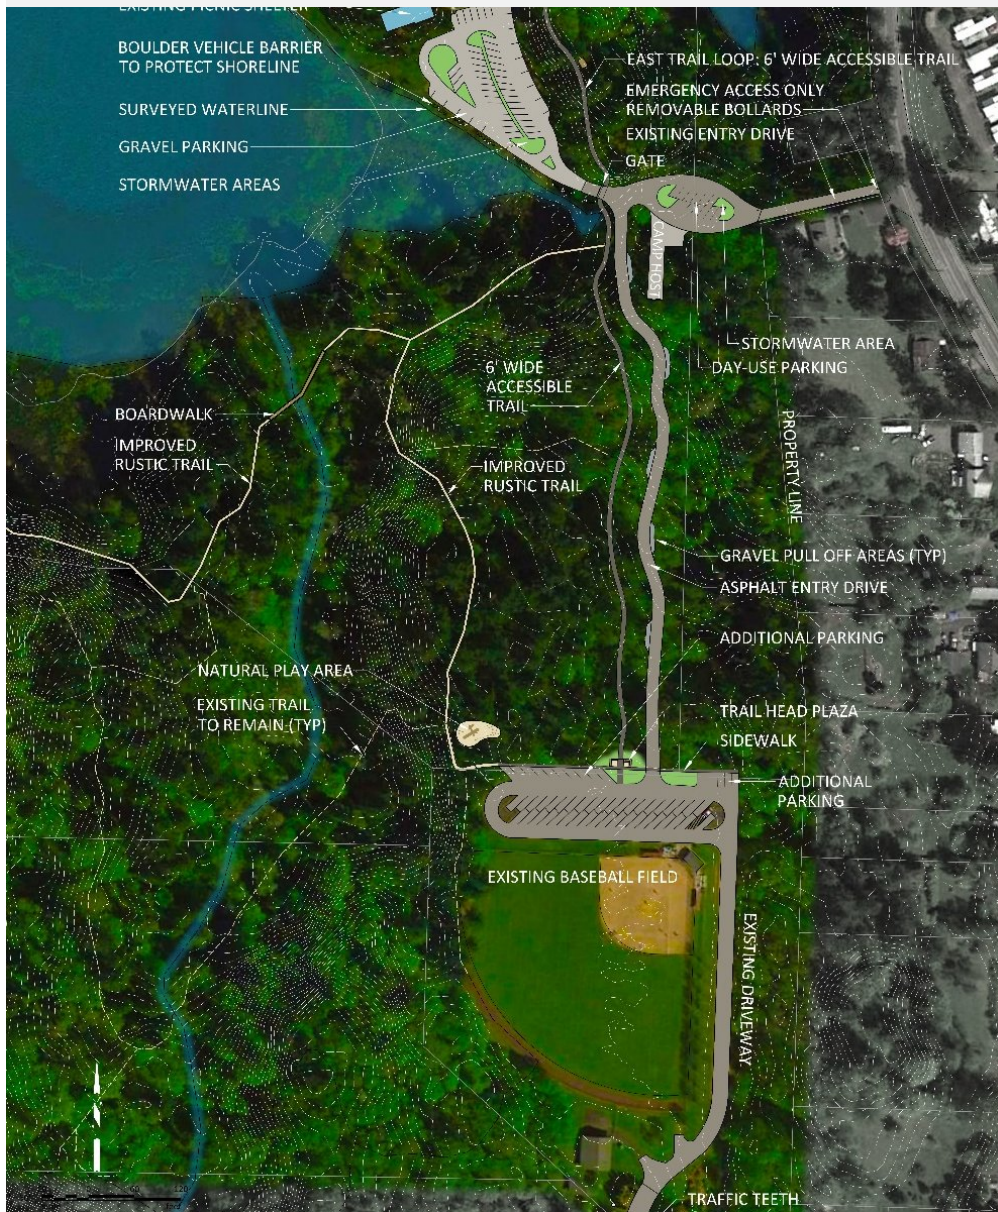 EXISTING PICNIC SHELTER
BOULDER VEHICLE BARRIER
TO PROTECT SHORELINE
SURVEYED WATERLINE
GRAVEL PARKING
STORMWATER AREAS
EAST TRAIL LOOP: 6' WIDE ACCESSIBLE TRAIL
EMERGENCY ACCESS ONLY
REMOVABLE BOLLARDS
EXISTING ENTRY DRIVE
GATE
CAMP HOST
STORMWATER AREA
DAY-USE PARKING
6' WIDE
ACCESSIBLE
TRAIL
BOARDWALK
IMPROVED
RUSTIC TRAIL
IMPROVED
RUSTIC TRAIL
PROPERTY LINE
GRAVEL PULL OFF AREAS (TYP)
ASPHALT ENTRY DRIVE
ADDITIONAL PARKING
NATURAL PLAY AREA
EXISTING TRAIL
TO REMAIN (TYP)
TRAIL HEAD PLAZA
SIDEWALK
ADDITIONAL
PARKING
EXISTING BASEBALL FIELD
EXISTING DRIVEWAY
TRAFFIC TEETH